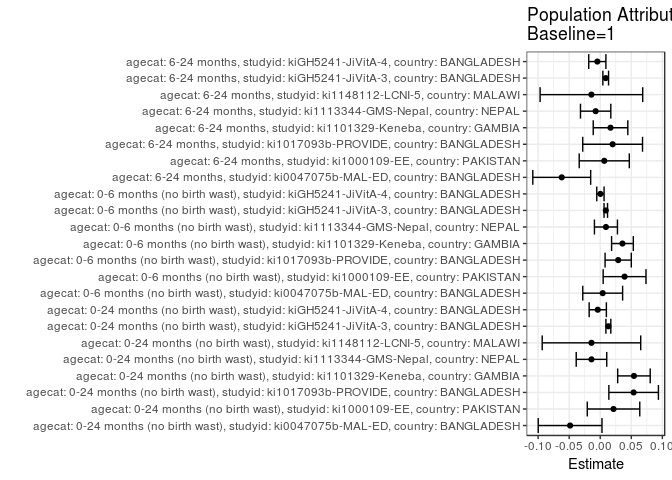 Population Attribut
Baseline=1
agecat: 6-24 months, studyid: kiGH5241-JiVitA-4, country: BANGLADESH
agecat: 6-24 months, studyid: kiGH5241-JiVitA-3, country: BANGLADESH
agecat: 6-24 months, studyid: ki1148112-LCNI-5, country: MALAWI
agecat: 6-24 months, studyid: ki1113344-GMS-Nepal, country: NEPAL
agecat: 6-24 months, studyid: ki1101329-Keneba, country: GAMBIA
agecat: 6-24 months, studyid: ki1017093b-PROVIDE, country: BANGLADESH
agecat: 6-24 months, studyid: ki1000109-EE, country: PAKISTAN
agecat: 6-24 months, studyid: ki0047075b-MAL-ED, country: BANGLADESH
agecat: 0-6 months (no birth wast), studyid: kiGH5241-JiVitA-4, country: BANGLADESH
agecat: 0-6 months (no birth wast), studyid: kiGH5241-JiVitA-3, country: BANGLADESH
agecat: 0-6 months (no birth wast), studyid: ki1113344-GMS-Nepal, country: NEPAL
agecat: 0-6 months (no birth wast), studyid: ki1101329-Keneba, country: GAMBIA
agecat: 0-6 months (no birth wast), studyid: ki1017093b-PROVIDE, country: BANGLADESH
agecat: 0-6 months (no birth wast), studyid: ki1000109-EE, country: PAKISTAN
agecat: 0-6 months (no birth wast), studyid: ki0047075b-MAL-ED, country: BANGLADESH
agecat: 0-24 months (no birth wast), studyid: kiGH5241-JiVitA-4, country: BANGLADESH
agecat: 0-24 months (no birth wast), studyid: kiGH5241-JiVitA-3, country: BANGLADESH
agecat: 0-24 months (no birth wast), studyid: ki1148112-LCNI-5, country: MALAWI
agecat: 0-24 months (no birth wast), studyid: ki1113344-GMS-Nepal, country: NEPAL
agecat: 0-24 months (no birth wast), studyid: ki1101329-Keneba, country: GAMBIA
agecat: 0-24 months (no birth wast), studyid: ki1017093b-PROVIDE, country: BANGLADESH
agecat: 0-24 months (no birth wast), studyid: ki1000109-EE, country: PAKISTAN
agecat: 0-24 months (no birth wast), studyid: ki0047075b-MAL-ED, country: BANGLADESH
-0.10 -0.05 0.00 0.05 0.10
Estimate